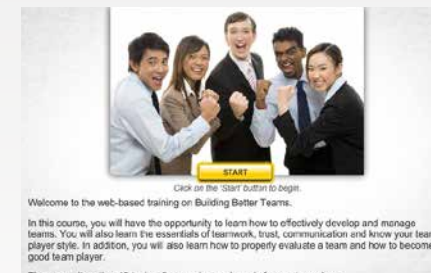 START
Click on the 'Start' button to begin.
Welcome to the web-based training on Building Better Teams.
In this course, you will have the opportunity to learn how to effectively develop and manage
teams. You will also learn the essentials of teamwork, trust, communication and know your team
player style. In addition, you will also learn how to properly evaluate a team and how to become
good team player.